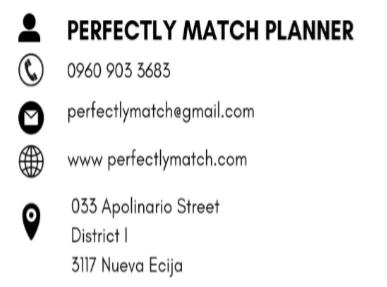 PERFECTLY MATCH PLANNER
0960 903 3683
perfectlymatch@gmail.com
www perfectlymatch.com
033 Apolinario Street
District I
3117 Nueva Ecija